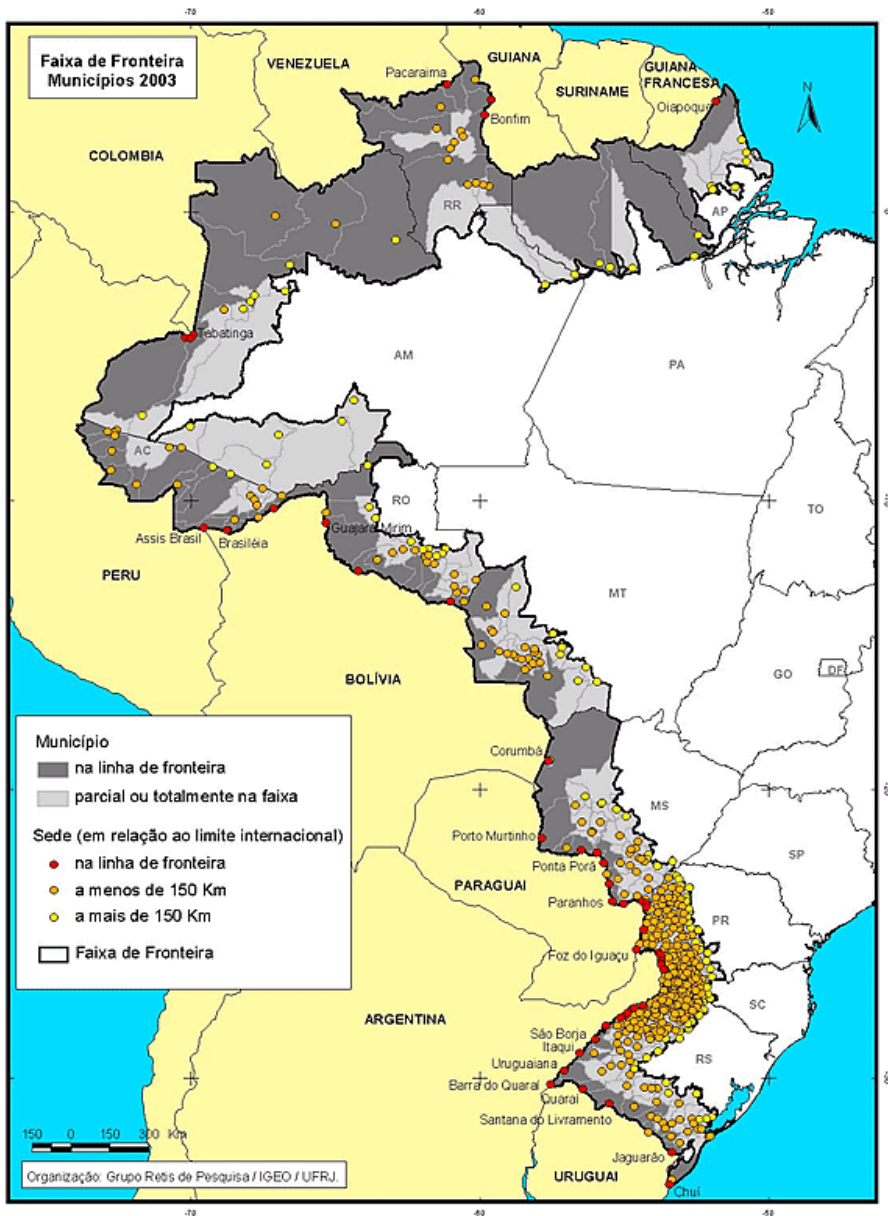 -70
-60
-50
Faixa de Fronteira
Municípios 2003
VENEZUELA
GUIANA
SURINAME
GUIANA
FRANCESA
Pacaraima
Oiapoque
Bonfim
N
COLOMBIA
RR
AP
Tebatinga
AM
PA
AC
RO
TO
Assis Brasil
Brasiléia
Guajará Mirim
PERU
MT
BOLÍVIA
GO
DF
Município
na linha de fronteira
parcial ou totalmente na faixa
Sede (em relação ao limite internacional)
na linha de fronteira
a menos de 150 Km
a mais de 150 Km
Faixa de Fronteira
Corumbá
MS
Porto Murtinho
SP
Ponta Porã
PARAGUAI
Paranhos
PR
Foz do Iguaçu
SC
ARGENTINA
São Borja
Itaqui
RS
Uruguaiana
Barra do Quaraí
Quaraí
Santana do Livramento
150 0 150 300 Km
Jaguarão
Organização: Grupo Retis de Pesquisa / IGEO / UFRJ.
URUGUAI
Chuí
-70
-60
-50